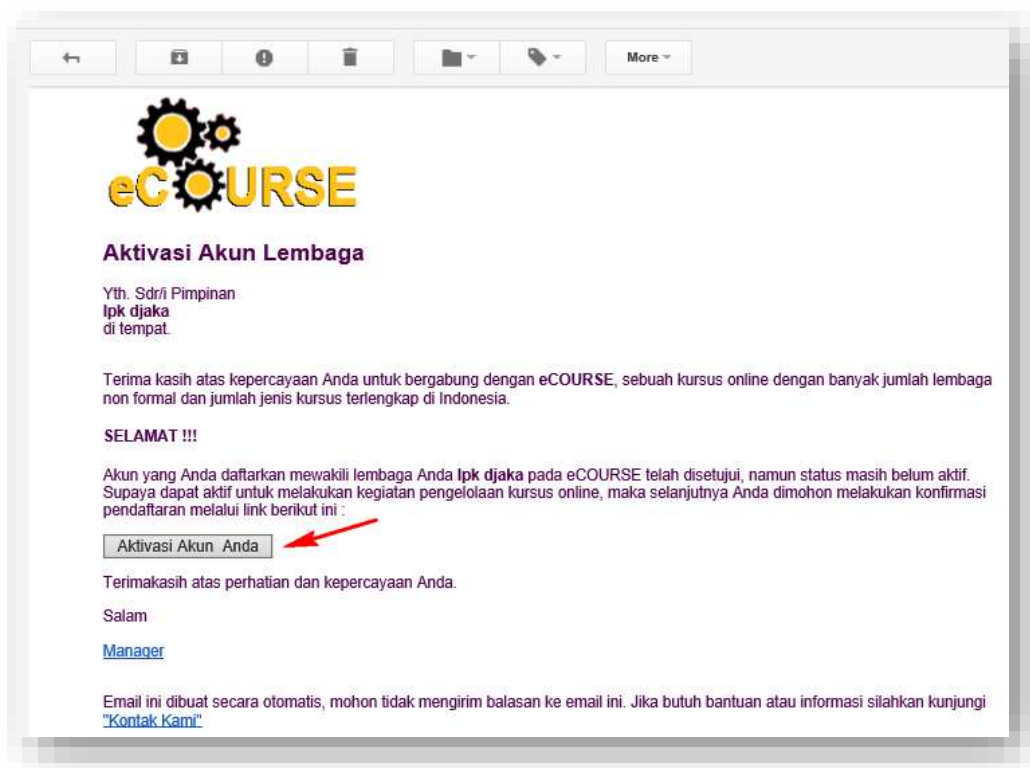 More
eCOURSE
Aktivasi Akun Lembaga
Yth. Sdr/i Pimpinan
lpk djaka
di tempat.
Terima kasih atas kepercayaan Anda untuk bergabung dengan eCOURSE, sebuah kursus online dengan banyak jumlah lembaga
non formal dan jumlah jenis kursus terlengkap di Indonesia.
SELAMAT !!!
Akun yang Anda daftarkan mewakili lembaga Anda lpk djaka pada eCOURSE telah disetujui, namun status masih belum aktif.
Supaya dapat aktif untuk melakukan kegiatan pengelolaan kursus online, maka selanjutnya Anda dimohon melakukan konfirmasi
pendaftaran melalui link berikut ini :
Aktivasi Akun Anda
Terimakasih atas perhatian dan kepercayaan Anda.
Salam
Manager
Email ini dibuat secara otomatis, mohon tidak mengirim balasan ke email ini. Jika butuh bantuan atau informasi silahkan kunjungi
"Kontak Kami"